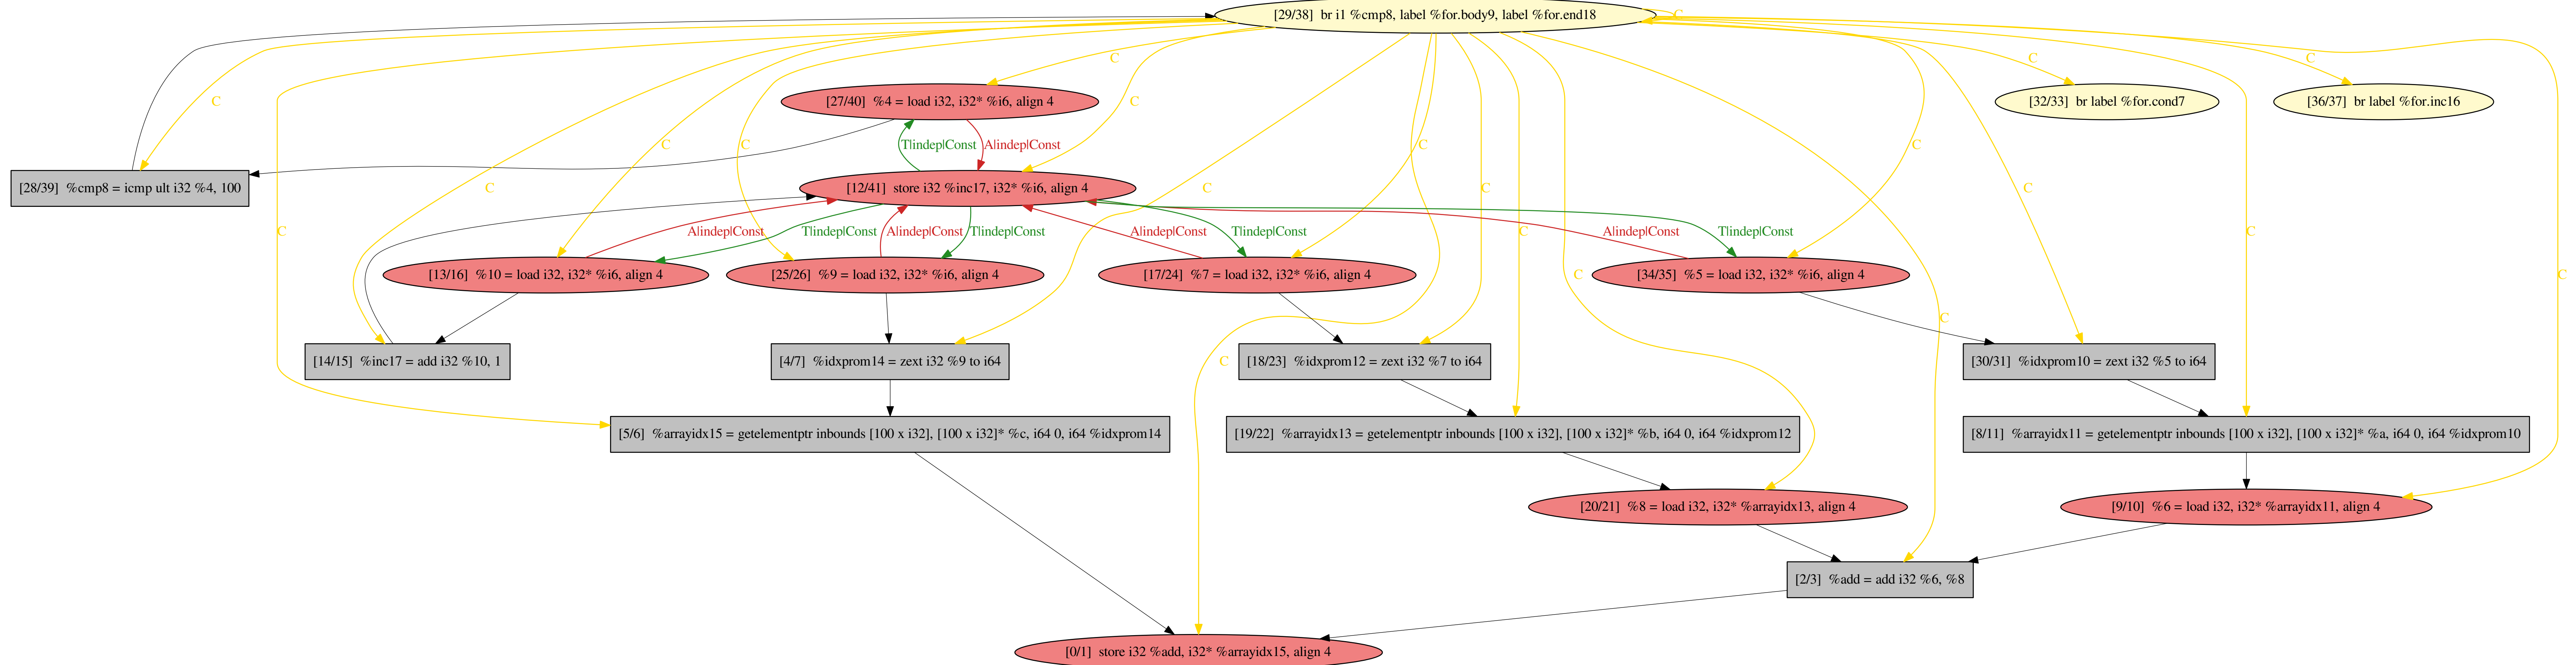 [29/38] br i1 %cmp8, label %for.body9, label %for.end18
C
C
C
C
[27/40] %4 = load i32, i32* %i6, align 4
[32/33] br label %for.cond7
[36/37] br label %for.inc16
C
C
T|indep|Const
A|indep|Const
C
C
C
C
[28/39] %cmp8 = icmp ult i32 %4, 100
[12/41] store i32 %inc17, i32* %i6, align 4
C
C
C
C
C
A|indep|Const
T|indep|Const
A|indep|Const
T|indep|Const
A|indep|Const
T|indep|Const
C
A|indep|Const
T|indep|Const
C
[13/16] %10 = load i32, i32* %i6, align 4
[25/26] %9 = load i32, i32* %i6, align 4
[17/24] %7 = load i32, i32* %i6, align 4
C
[34/35] %5 = load i32, i32* %i6, align 4
C
C
[14/15] %inc17 = add i32 %10, 1
[4/7] %idxprom14 = zext i32 %9 to i64
C
[18/23] %idxprom12 = zext i32 %7 to i64
[30/31] %idxprom10 = zext i32 %5 to i64
[5/6] %arrayidx15 = getelementptr inbounds [100 x i32], [100 x i32]* %c, i64 0, i64 %idxprom14
[19/22] %arrayidx13 = getelementptr inbounds [100 x i32], [100 x i32]* %b, i64 0, i64 %idxprom12
[8/11] %arrayidx11 = getelementptr inbounds [100 x i32], [100 x i32]* %a, i64 0, i64 %idxprom10
[20/21] %8 = load i32, i32* %arrayidx13, align 4
[9/10] %6 = load i32, i32* %arrayidx11, align 4
[2/3] %add = add i32 %6, %8
[0/1] store i32 %add, i32* %arrayidx15, align 4